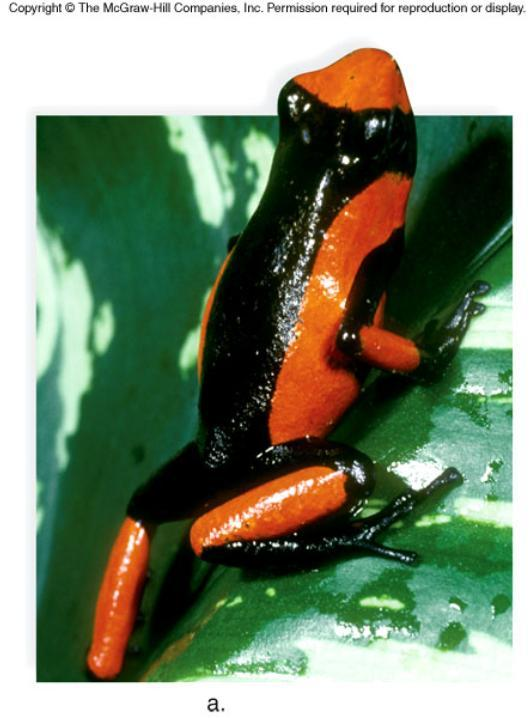 Copyright © The McGraw-Hill Companies, Inc. Permission required for reproduction or display.
a.